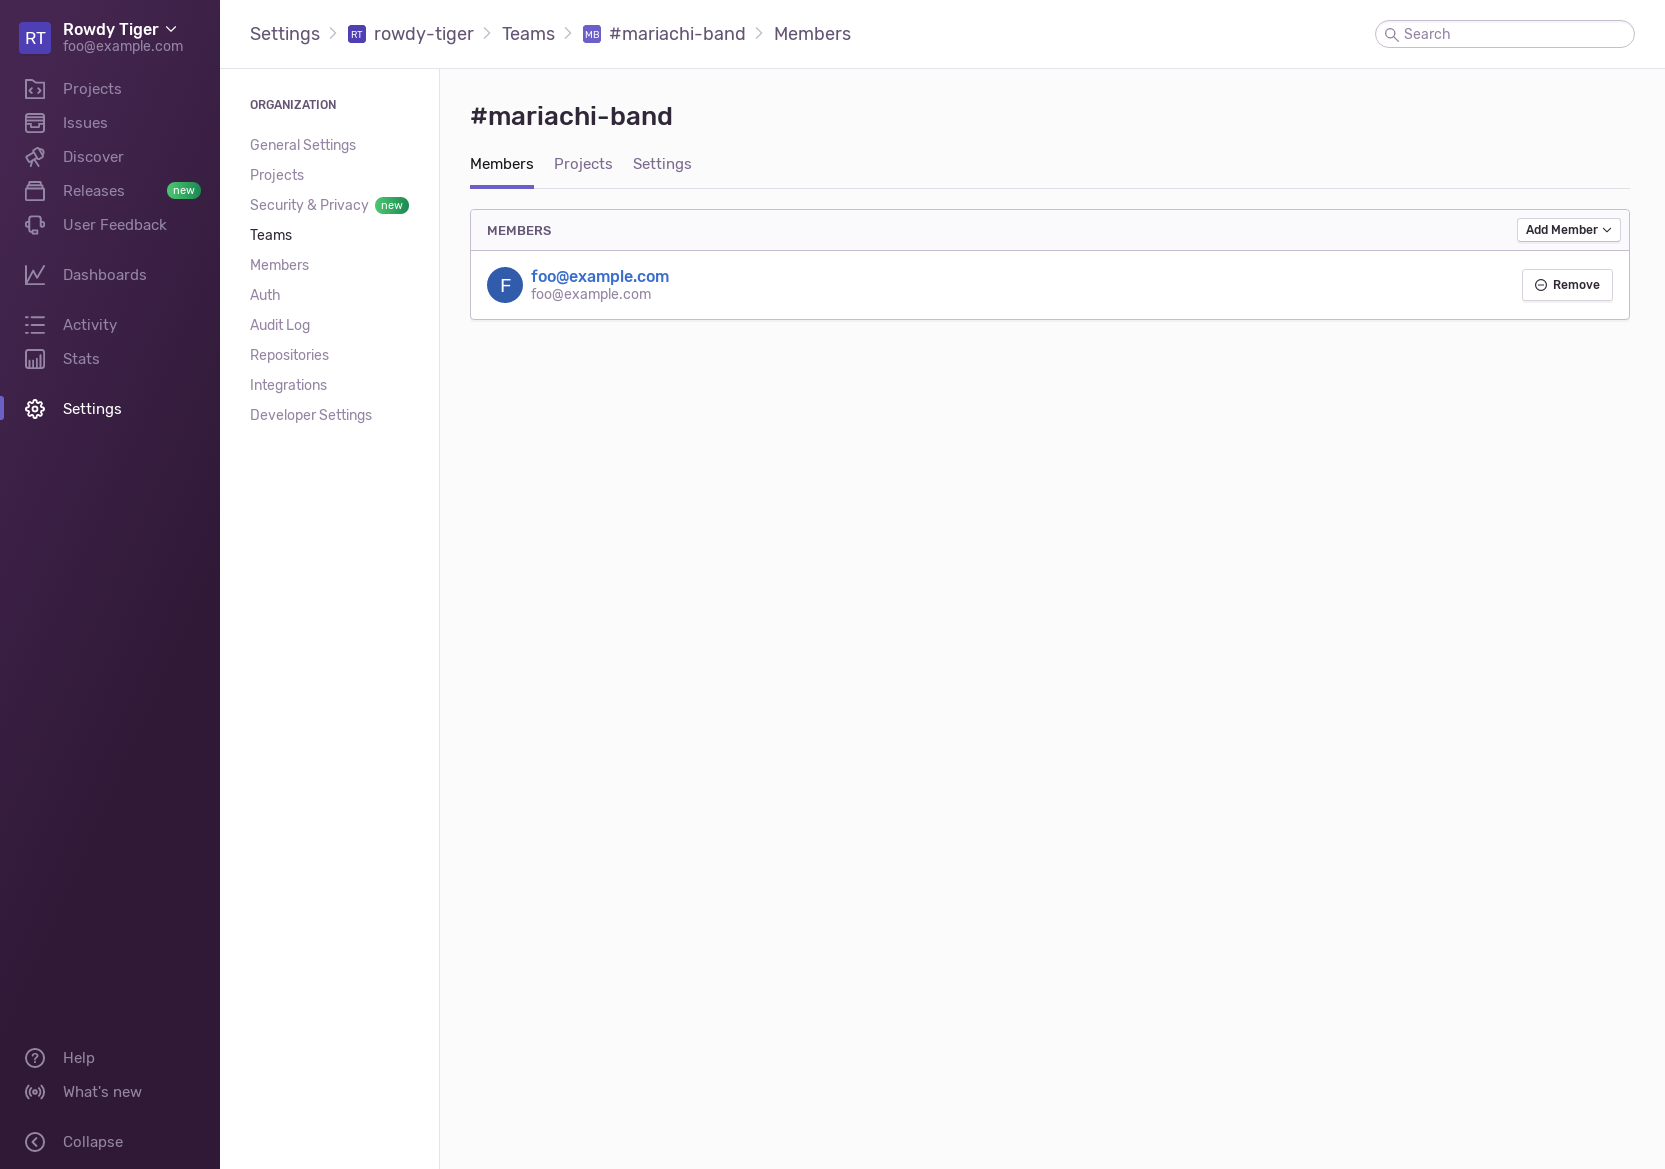 RT
Rowdy Tiger
foo@example.com
Projects
Issues
Discover
Releases new
User Feedback
Dashboards
Activity
Stats
Settings
Help
What's new
Collapse
Settings RT rowdy-tiger Teams MB #mariachi-band Members
Search
ORGANIZATION
General Settings
Projects
Security & Privacy new
Teams
Members
Auth
Audit Log
Repositories
Integrations
Developer Settings
#mariachi-band
Members Projects Settings
MEMBERS Add Member
F
foo@example.com
foo@example.com
Remove